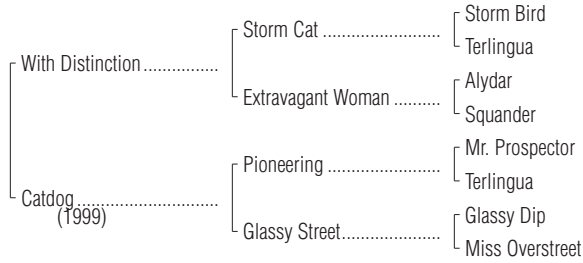 Storm Bird
Storm Cat
Terlingua
With Distinction
Alydar
Extravagant Woman
Squander
Mr. Prospector
Pioneering
Terlingua
Catdog
(1999)
Glassy Dip
Glassy Street
Miss Overstreet